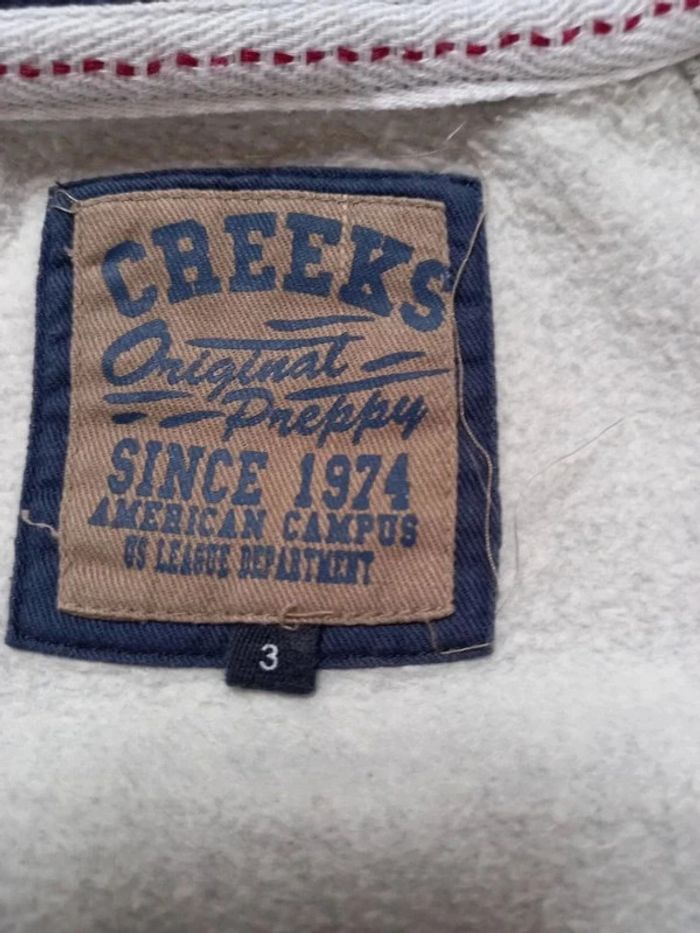 CREEKS
Original
Preppy
SINCE 1974
AMERICAN CAMPUS
US LEAGUE DEPARTMENT
3